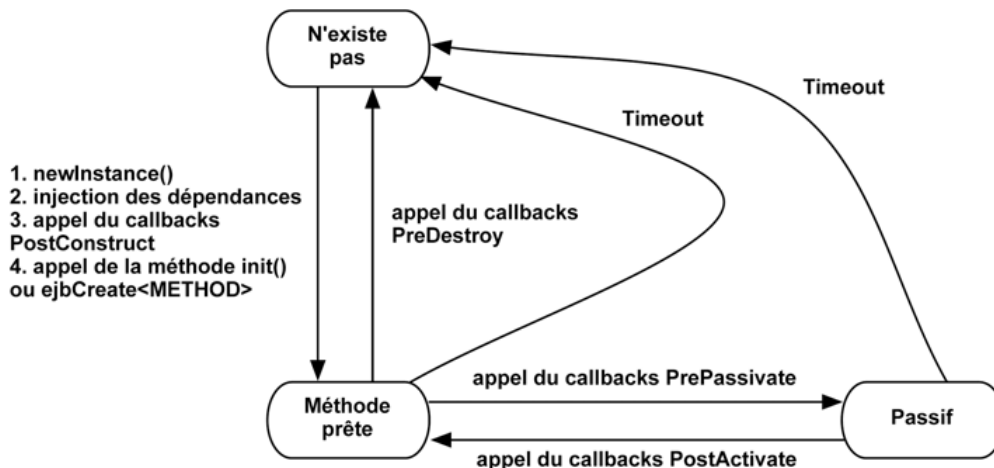 N'existe
pas
Timeout
Timeout
1. newInstance()
2. injection des dépendances
3. appel du callbacks
PostConstruct
4. appel de la méthode init()
ou ejbCreate<METHOD>
appel du callbacks
PreDestroy
appel du callbacks PrePassivate
Méthode
prête
Passif
appel du callbacks PostActivate